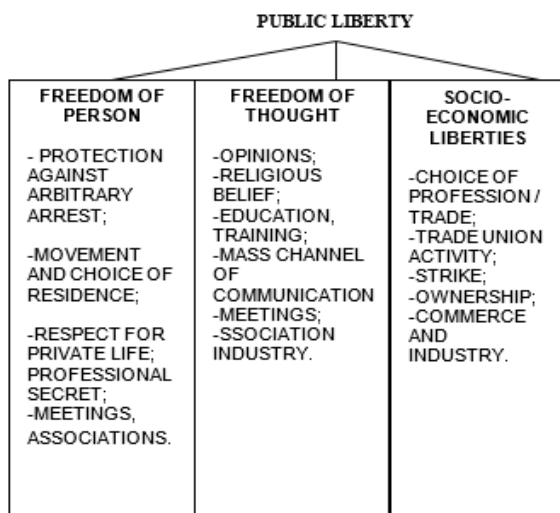 PUBLIC LIBERTY
FREEDOM OF
PERSON
- PROTECTION
AGAINST
ARBITRARY
ARREST;
-MOVEMENT
AND CHOICE OF
RESIDENCE;
-RESPECT FOR
PRIVATE LIFE;
PROFESSIONAL
SECRET;
-MEETINGS,
ASSOCIATIONS.
FREEDOM OF
THOUGHT
-OPINIONS;
-RELIGIOUS
BELIEF;
-EDUCATION,
TRAINING;
-MASS CHANNEL
OF
COMMUNICATION
-MEETINGS;
-SSOCIATION
INDUSTRY.
SOCIO-
ECONOMIC
LIBERTIES
-CHOICE OF
PROFESSION /
TRADE;
-TRADE UNION
ACTIVITY;
-STRIKE;
-OWNERSHIP;
-COMMERCE
AND
INDUSTRY.